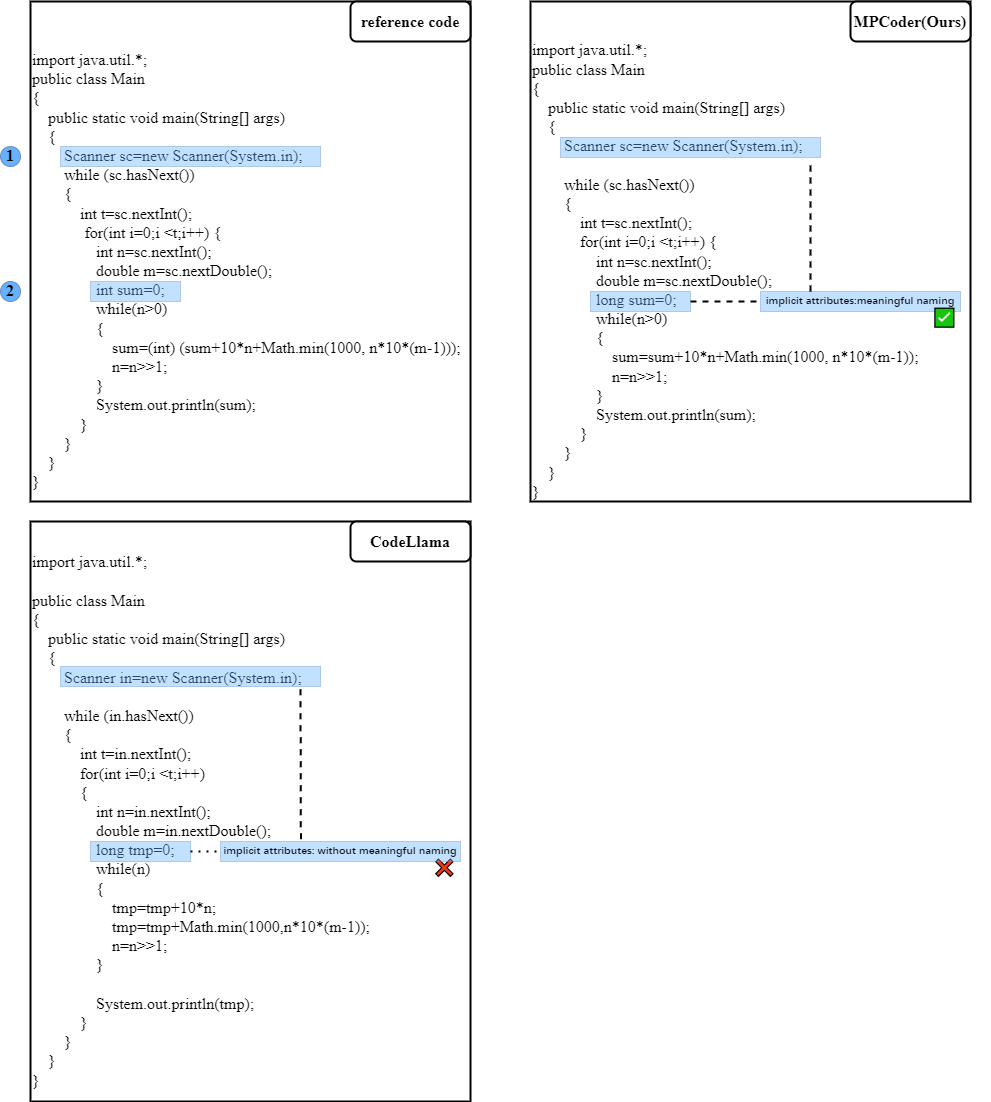 reference code
import java.util.*;
public class Main
{
public static void main(String[] args)
{
1
Scanner sc=new Scanner(System.in);
while (sc.hasNext())
{
int t=sc.nextInt();
for(int i=0;i <t;i++) {
int n=sc.nextInt();
double m=sc.nextDouble();
2
int sum=0;
while(n>0)
{
sum=(int) (sum+10*n+Math.min(1000, n*10*(m-1)));
n=n>>1;
}
System.out.println(sum);
}
}
}
}
MPCoder(Ours)
import java.util.*;
public class Main
{
public static void main(String[] args)
{
Scanner sc=new Scanner(System.in);
while (sc.hasNext())
{
int t=sc.nextInt();
for(int i=0;i <t;i++) {
int n=sc.nextInt();
double m=sc.nextDouble();
long sum=0;
implicit attributes:meaningful naming
while(n>0)
{
sum=sum+10*n+Math.min(1000, n*10*(m-1));
n=n>>1;
}
System.out.println(sum);
}
}
}
}
CodeLlama
import java.util.*;
public class Main
{
public static void main(String[] args)
{
Scanner in=new Scanner(System.in);
while (in.hasNext())
{
int t=in.nextInt();
for(int i=0;i <t;i++)
{
int n=in.nextInt();
double m=in.nextDouble();
long tmp=0;
implicit attributes: without meaningful naming
while(n)
{
tmp=tmp+10*n;
tmp=tmp+Math.min(1000,n*10*(m-1));
n=n>>1;
}
System.out.println(tmp);
}
}
}
}